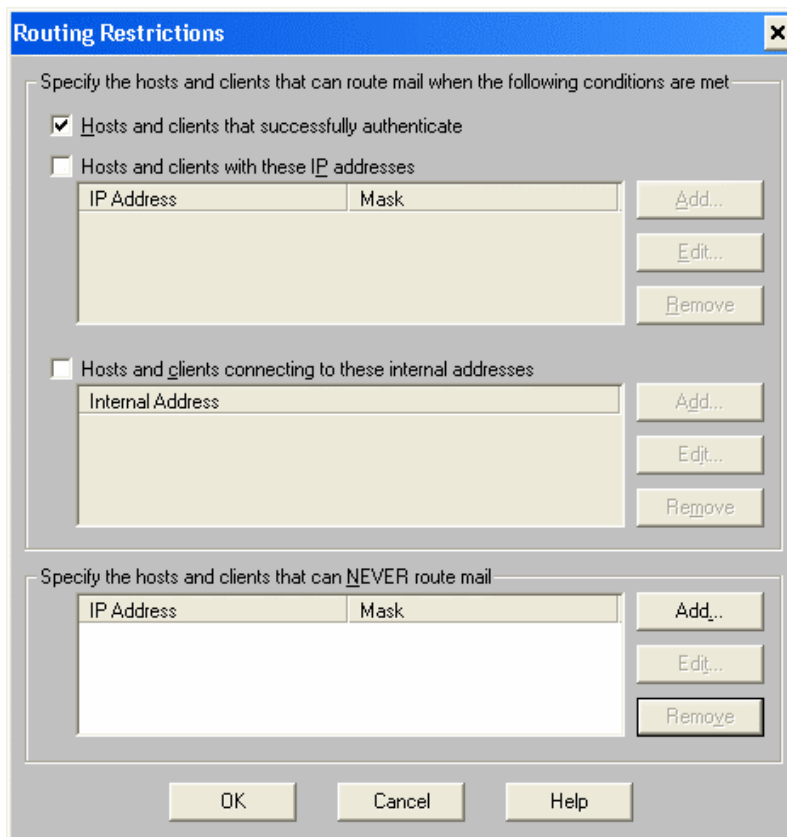 Routing Restrictions
Specify the hosts and clients that can route mail when the following conditions are met
Hosts and clients that successfully authenticate
Hosts and clients with these IP addresses
IP Address Mask
Add...
Edit...
Remove
Hosts and clients connecting to these internal addresses
Internal Address
Add...
Edit...
Remove
Specify the hosts and clients that can NEVER route mail
IP Address Mask
Add...
Edit...
Remove
OK Cancel Help